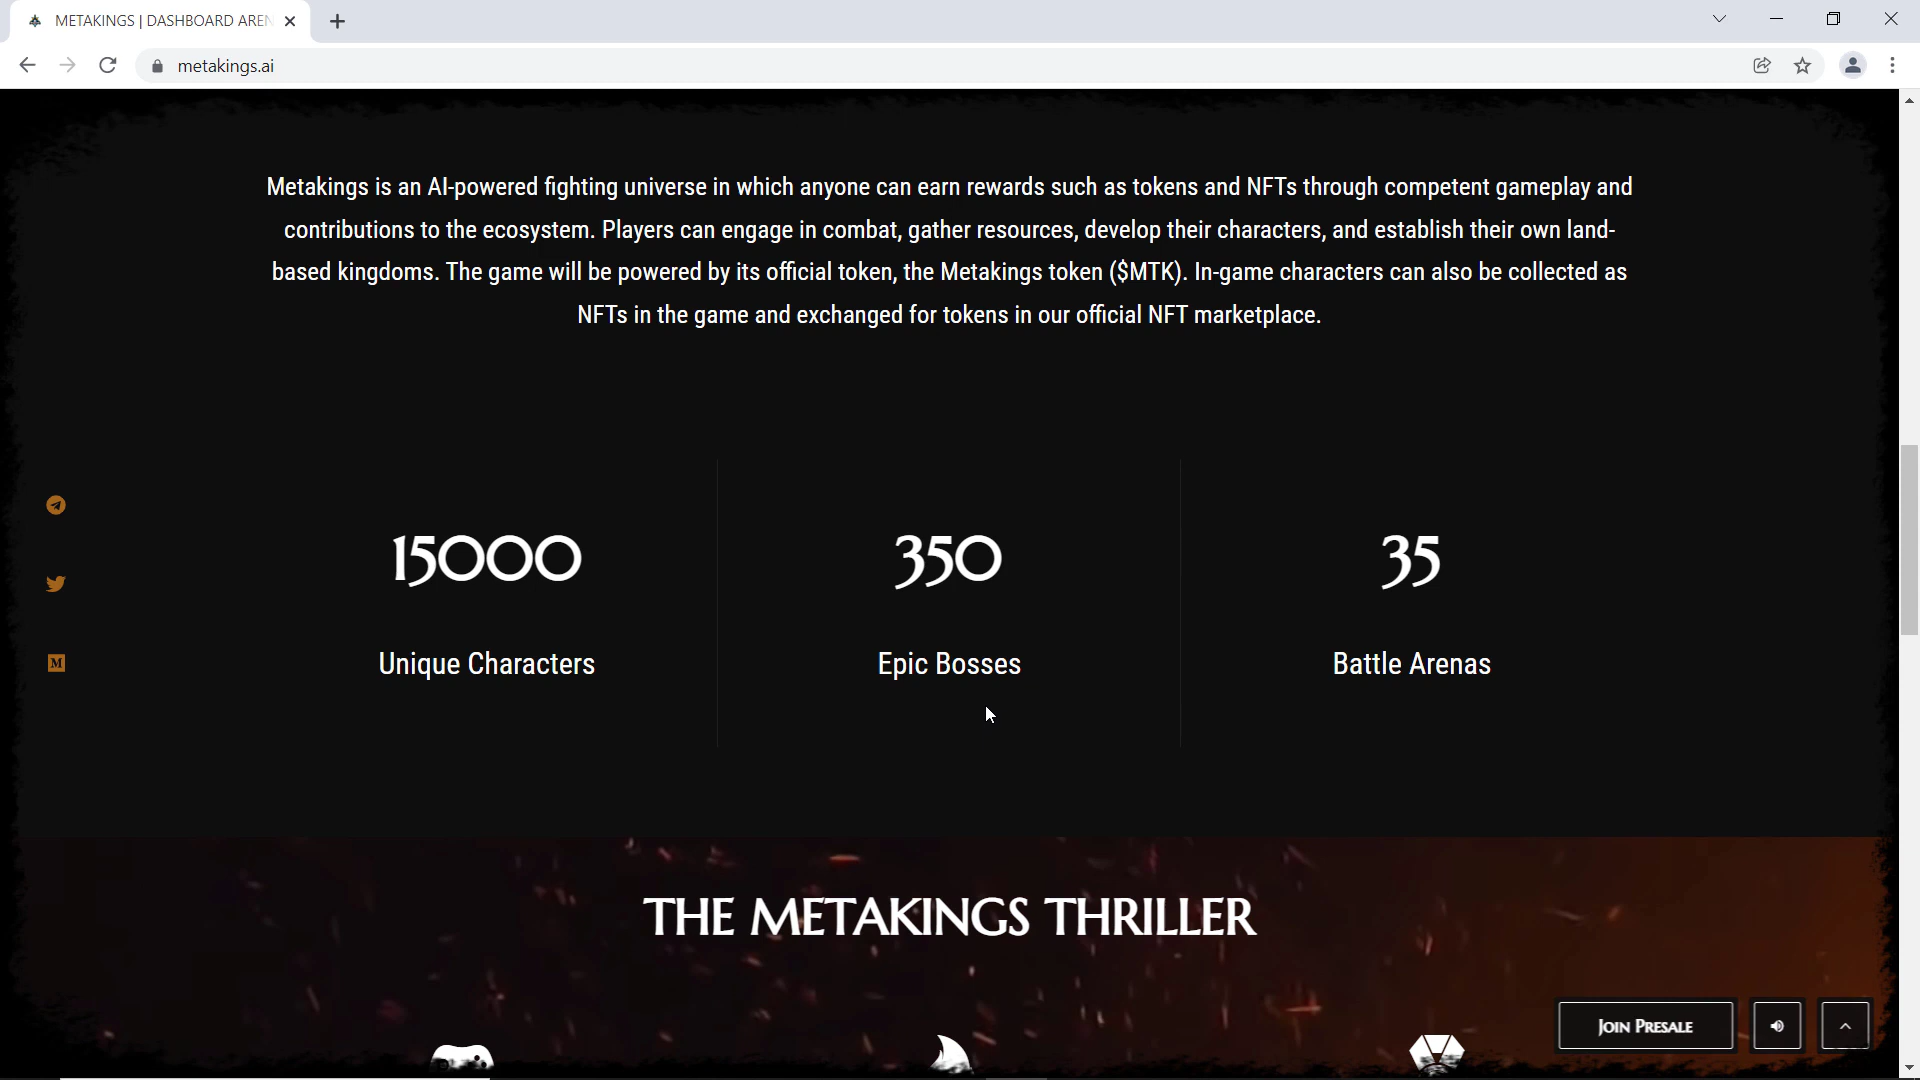 METAKINGS | DASHBOARD AREN
metakings.ai
Metakings is an AI-powered fighting universe in which anyone can earn rewards such as tokens and NFTs through competent gameplay and
contributions to the ecosystem. Players can engage in combat, gather resources, develop their characters, and establish their own land-
based kingdoms. The game will be powered by its official token, the Metakings token ($MTK). In-game characters can also be collected as
NFTs in the game and exchanged for tokens in our official NFT marketplace.
15000
350
35
Unique Characters
Epic Bosses
Battle Arenas
M
THE METAKINGS THRILLER
JOIN PRESALE